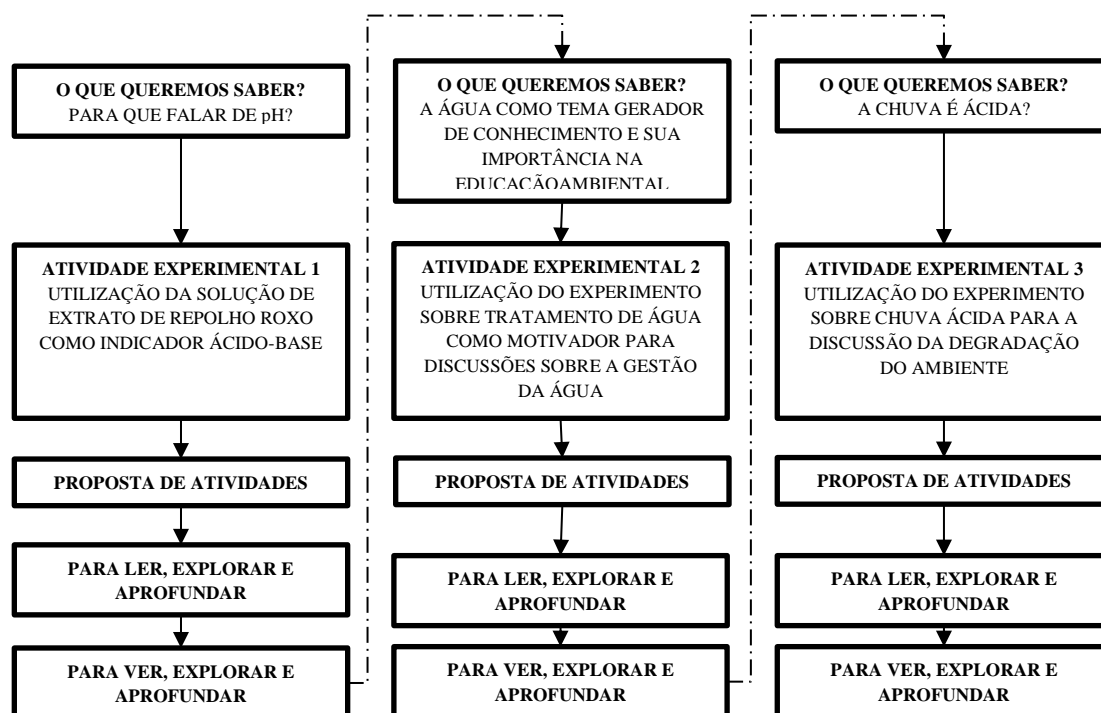 O QUE QUEREMOS SABER?
PARA QUE FALAR DE pH?
ATIVIDADE EXPERIMENTAL 1
UTILIZAÇÃO DA SOLUÇÃO DE
EXTRATO DE REPOLHO ROXO
COMO INDICADOR ÁCIDO-BASE
PROPOSTA DE ATIVIDADES
PARA LER, EXPLORAR E
APROFUNDAR
PARA VER, EXPLORAR E
APROFUNDAR
O QUE QUEREMOS SABER?
A ÁGUA COMO TEMA GERADOR
DE CONHECIMENTO E SUA
IMPORTÂNCIA NA
EDUCAÇÃOAMBIENTAL
ATIVIDADE EXPERIMENTAL 2
UTILIZAÇÃO DO EXPERIMENTO
SOBRE TRATAMENTO DE ÁGUA
COMO MOTIVADOR PARA
DISCUSSÕES SOBRE A GESTÃO
DA ÁGUA
PROPOSTA DE ATIVIDADES
PARA LER, EXPLORAR E
APROFUNDAR
PARA VER, EXPLORAR E
APROFUNDAR
O QUE QUEREMOS SABER?
A CHUVA É ÁCIDA?
ATIVIDADE EXPERIMENTAL 3
UTILIZAÇÃO DO EXPERIMENTO
SOBRE CHUVA ÁCIDA PARA A
DISCUSSÃO DA DEGRADAÇÃO
DO AMBIENTE
PROPOSTA DE ATIVIDADES
PARA LER, EXPLORAR E
APROFUNDAR
PARA VER, EXPLORAR E
APROFUNDAR